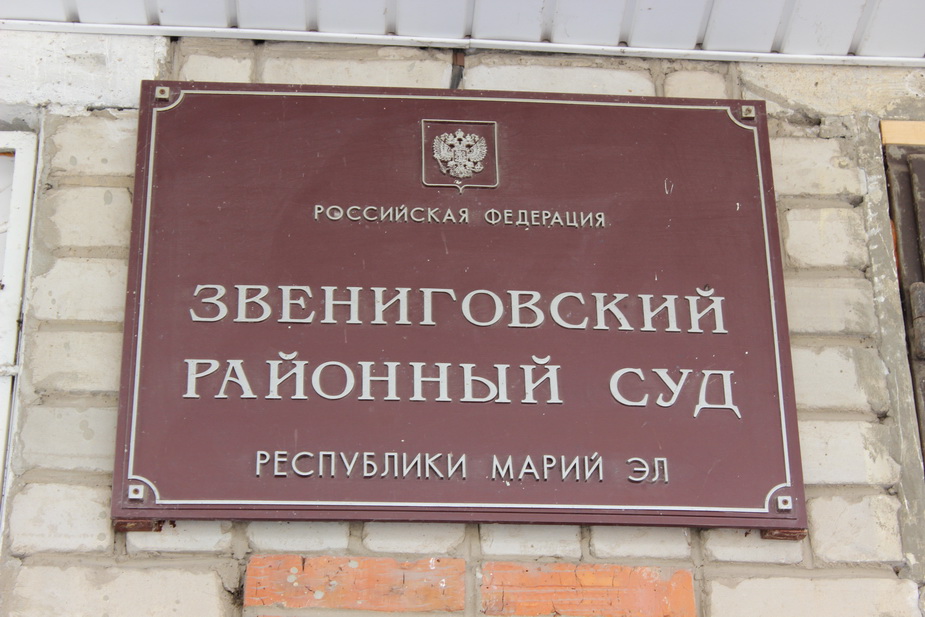 РОССИЙСКАЯ ФЕДЕРАЦИЯ
ЗВЕНИГОВСКИЙ
РАЙОННЫЙ СУД
РЕСПУБЛИКИ МАРИЙ ЭЛ